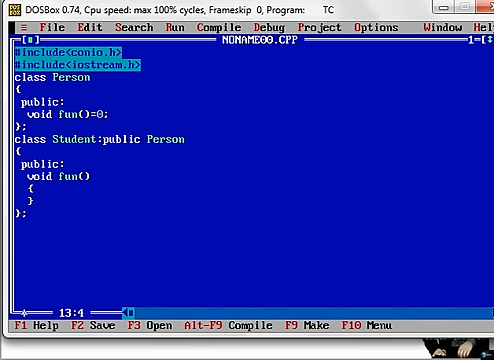 DOSBox 0.74, Cpu speed: max 100% cycles, Frameskip 0, Program: TC
≡ File Edit Search Run Compile Debug Project Options Window Help
[■] NONAME00.CPP 1=[↕
#include<conio.h>
#include<iostream.h>
class Person
{
public:
void fun()=0;
};
class Student:public Person
{
public:
void fun()
{
}
};
13:4
F1 Help F2 Save F3 Open Alt-F9 Compile F9 Make F10 Menu